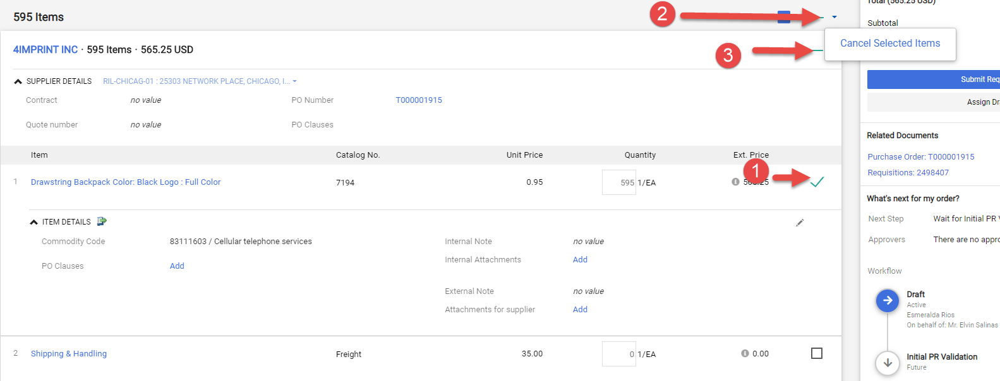 595 Items
2
Total (565.25 USD)
Subtotal
4IMPRINT INC · 595 Items · 565.25 USD
3
Cancel Selected Items
SUPPLIER DETAILS RIL-CHICAG-01 : 25303 NETWORK PLACE, CHICAGO, I...
Submit Req
Contract no value PO Number T000001915
Assign Dr
Quote number no value PO Clauses
Related Documents
Item Catalog No. Unit Price Quantity Ext. Price
Purchase Order: T000001915
Requisitions: 2498407
1
1 Drawstring Backpack Color: Black Logo : Full Color 7194 0.95 595 1/EA 565.25
What's next for my order?
Next Step Wait for Initial PR V
ITEM DETAILS
Approvers There are no appro
Commodity Code 83111603 / Cellular telephone services Internal Note no value
Internal Attachments Add
PO Clauses Add
Workflow
External Note no value
Attachments for supplier Add
Draft
Active
Esmeralda Rios
On behalf of: Mr. Elvin Salinas
2 Shipping & Handling Freight 35.00 0 1/EA 0.00
Initial PR Validation
Future